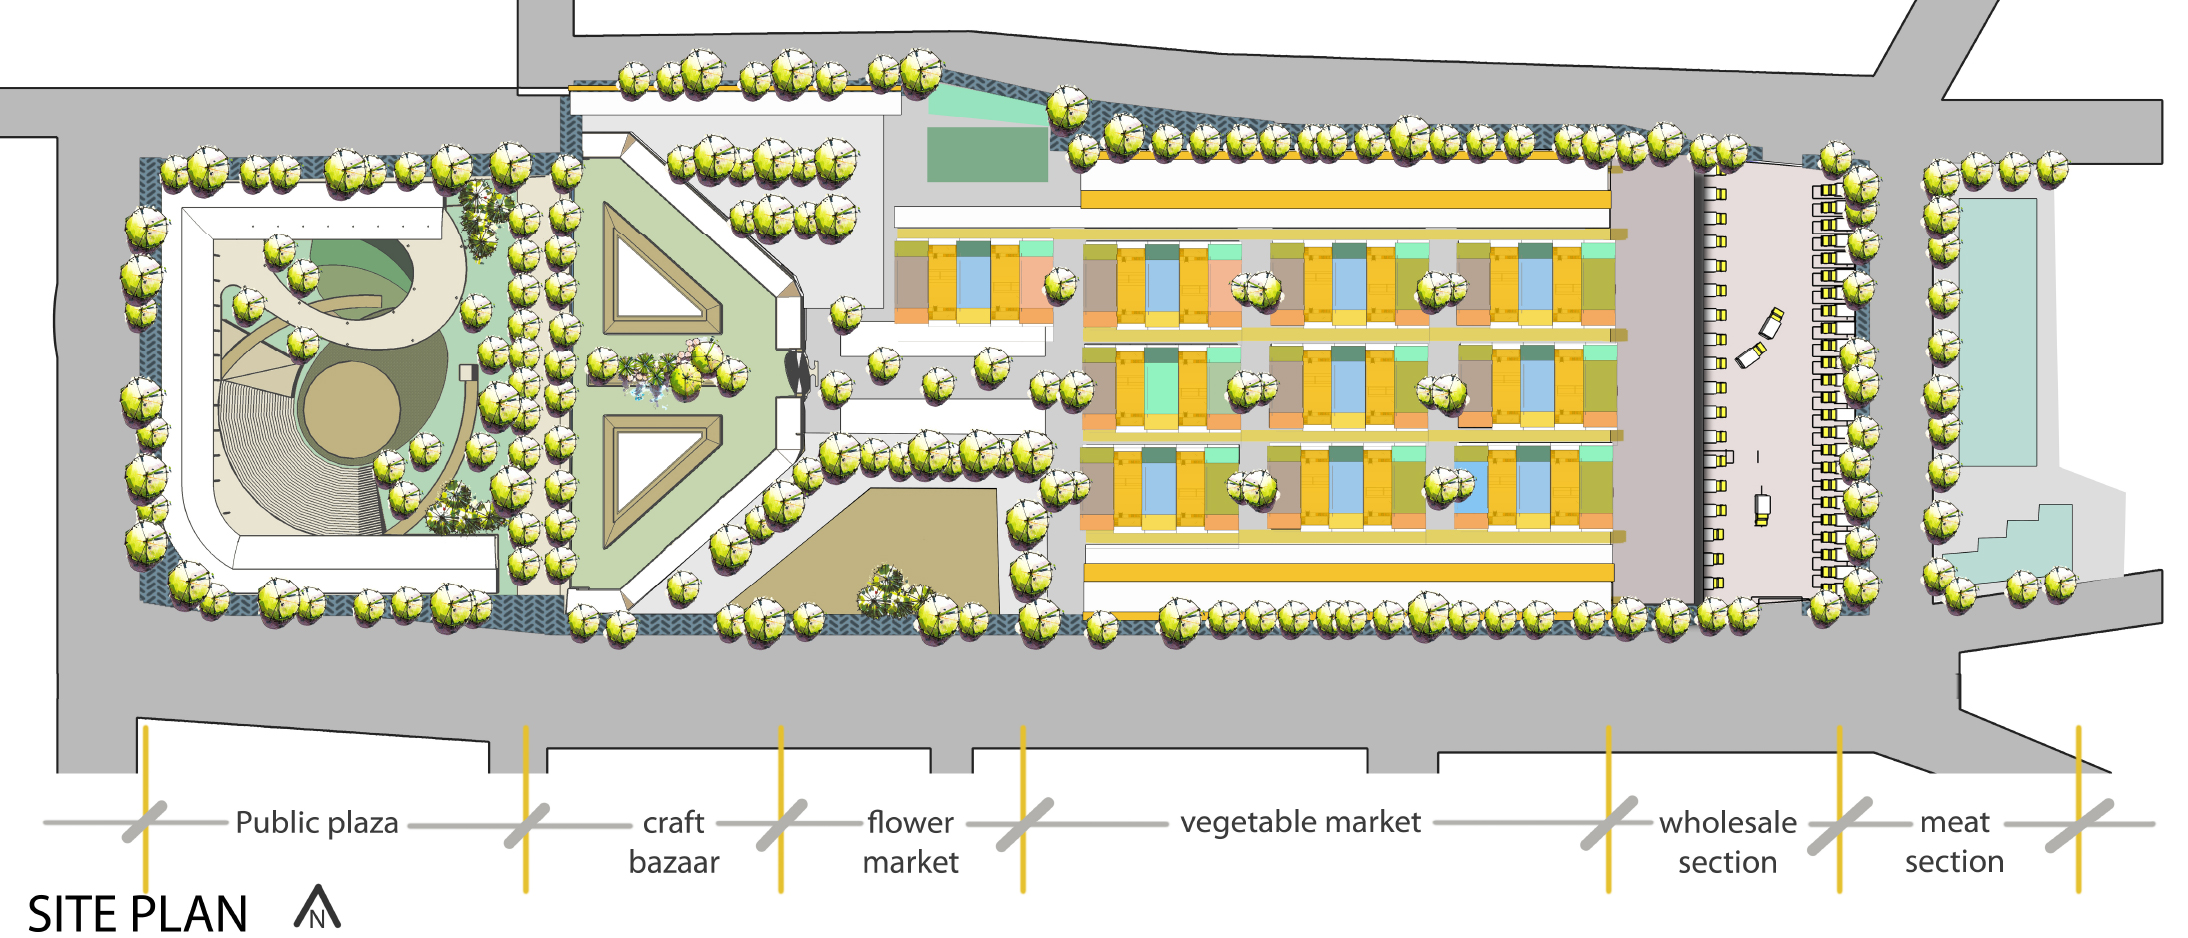 Public plaza
craft
bazaar
flower
market
vegetable market
wholesale
section
meat
section
SITE PLAN
N